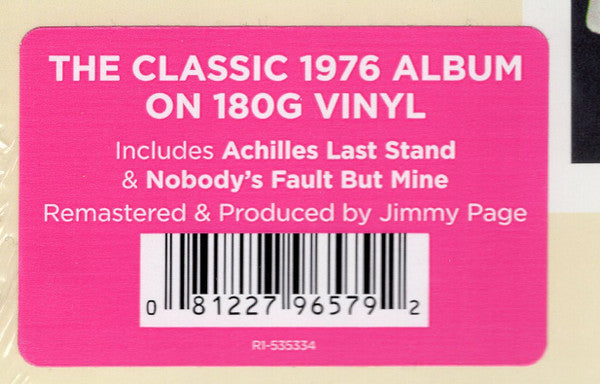 THE CLASSIC 1976 ALBUM
ON 180G VINYL
Includes Achilles Last Stand
& Nobody's Fault But Mine
Remastered & Produced by Jimmy Page
0 81227 96579 2
R1-535334